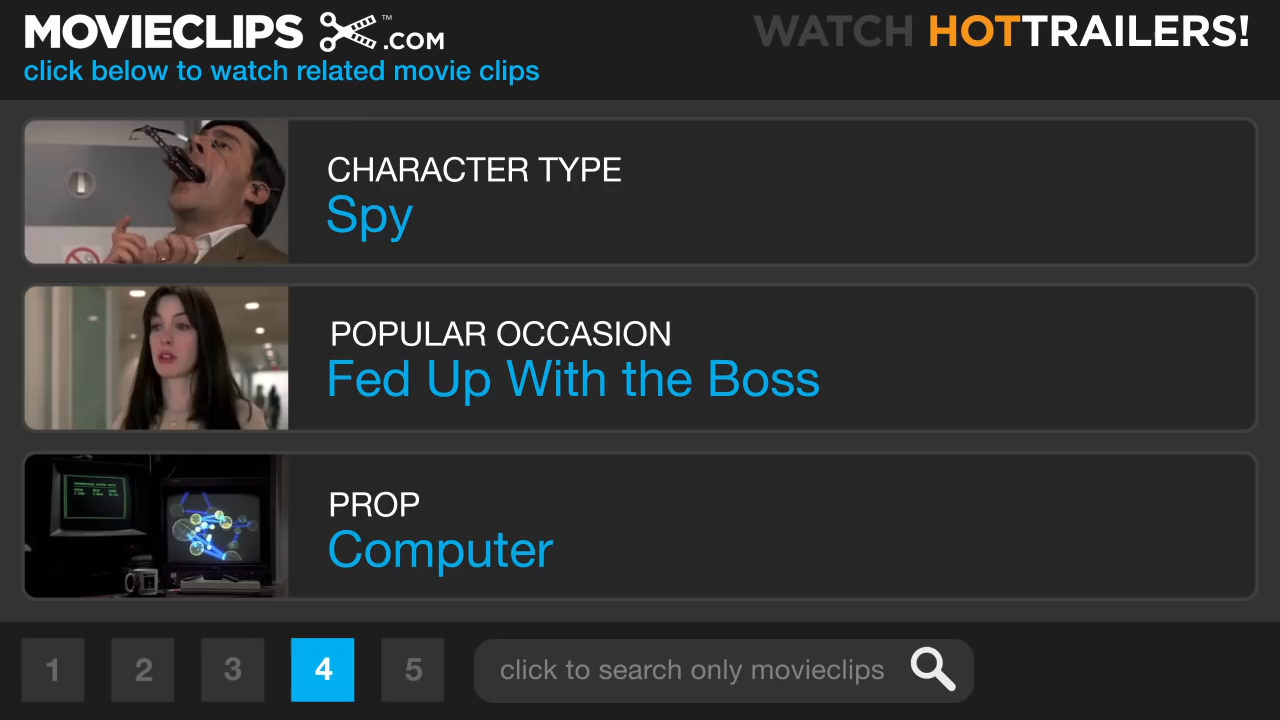 MOVIECLIPS ™ .COM
WATCH HOTTRAILERS!
click below to watch related movie clips
CHARACTER TYPE
Spy
POPULAR OCCASION
Fed Up With the Boss
PROP
Computer
1 2 3 4 5
click to search only movieclips